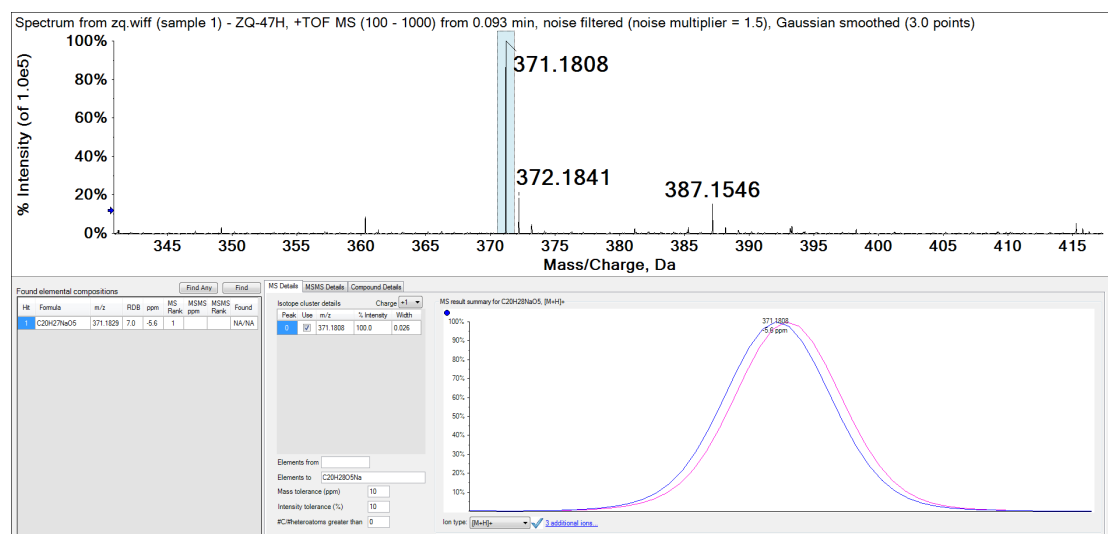 Spectrum from zq.wiff (sample 1) - ZQ-47H, +TOF MS (100 - 1000) from 0.093 min, noise filtered (noise multiplier = 1.5), Gaussian smoothed (3.0 points)
% Intensity (of 1.0e5)
100%
80%
60%
40%
20%
0%
371.1808
372.1841
387.1546
345 350 355 360 365 370 375 380 385 390 395 400 405 410 415
Mass/Charge, Da
Found elemental compositions
Find Any Find
Hit Formula m/z RDB ppm MS Rank MSMS ppm MSMS Rank Found
1 C20H27NaO5 371.1829 7.0 -5.6 1 NA/NA
MS Details MSMS Details Compound Details
Isotope cluster details Charge +1
Peak Use m/z % Intensity Width
0 371.1808 100.0 0.026
Elements from
Elements to C20H28O5Na
Mass tolerance (ppm) 10
Intensity tolerance (%) 10
#C/#heteroatoms greater than 0
MS result summary for C20H28NaO5, [M+H]+
100%
90%
80%
70%
60%
50%
40%
30%
20%
10%
371.1808
-5.6 ppm
Ion type: [M+H]+ 3 additional ions...